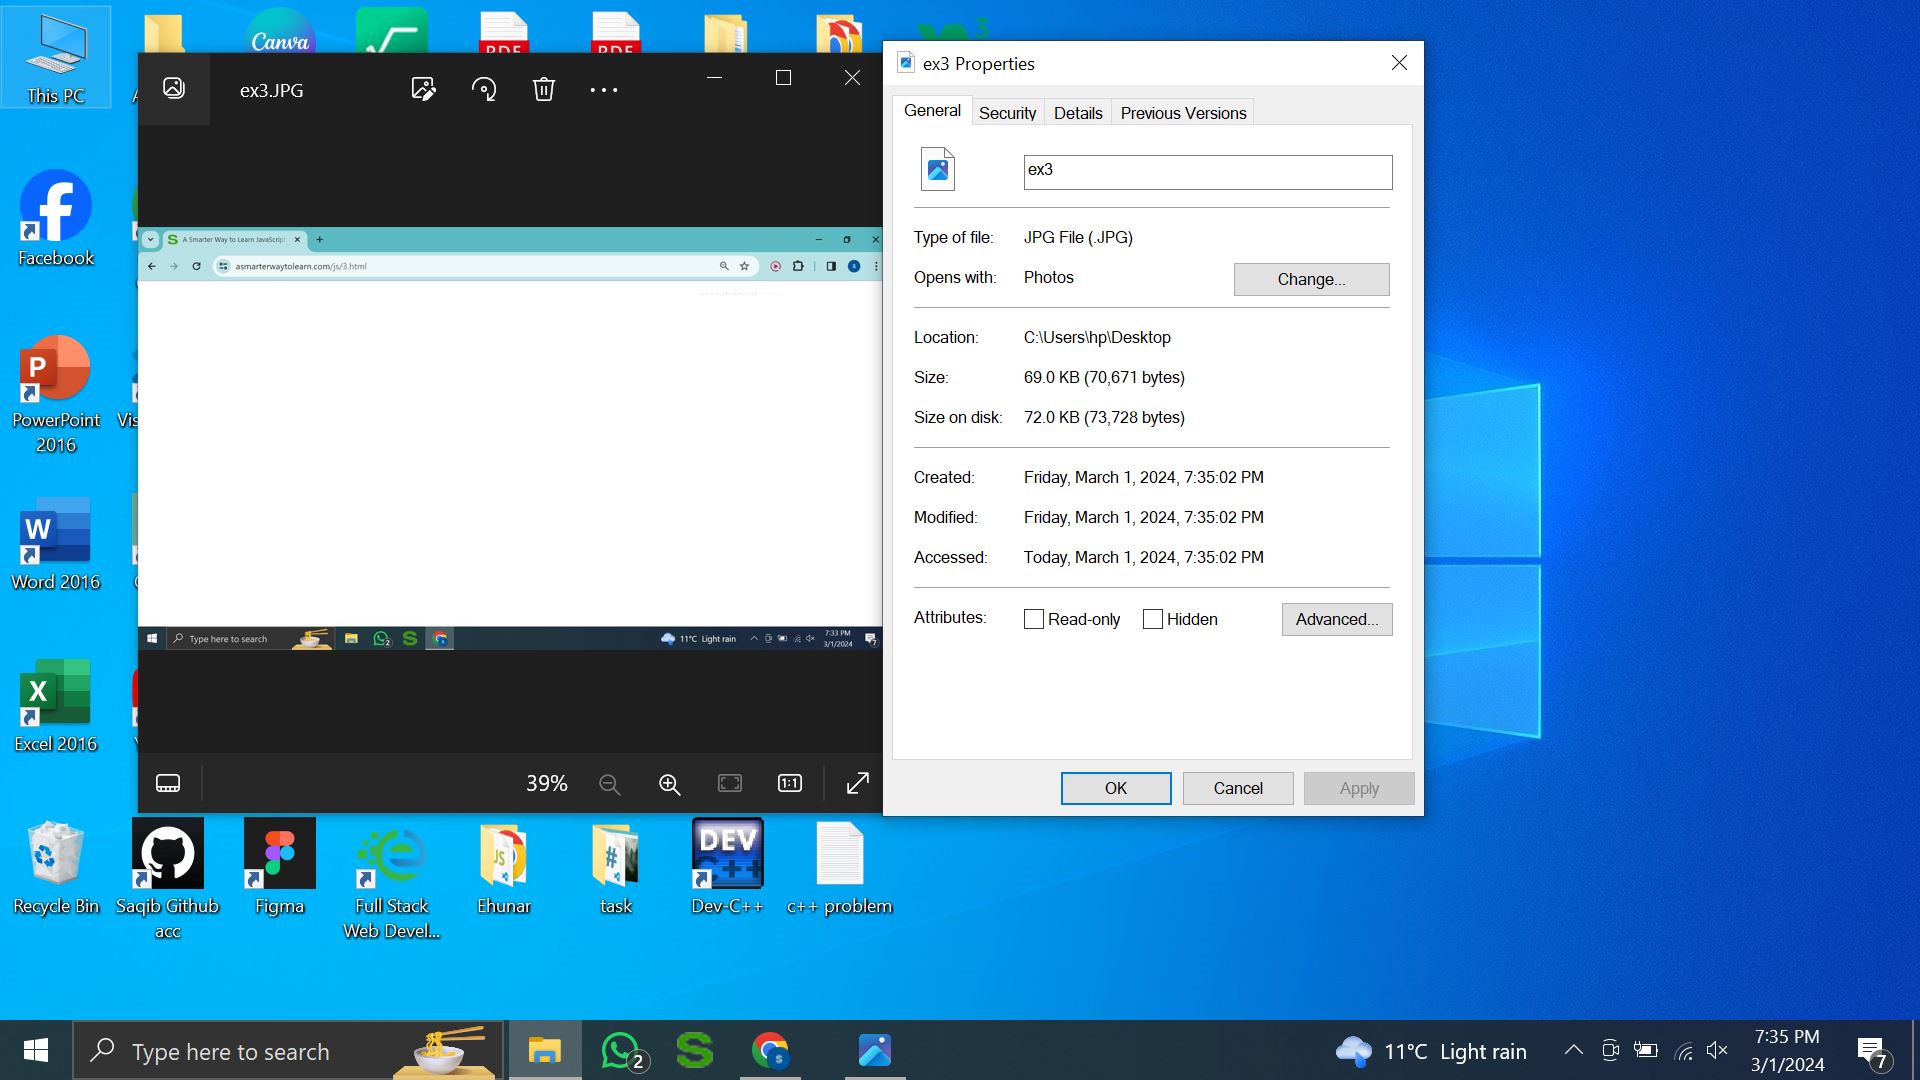 This PC
Canva
PDF
PDF
3
ex3.JPG
ex3 Properties
General
Security
Details
Previous Versions
ex3
Type of file:
JPG File (.JPG)
Opens with:
Photos
Change...
Location:
C:\Users\hp\Desktop
Size:
69.0 KB (70,671 bytes)
Size on disk:
72.0 KB (73,728 bytes)
Created:
Friday, March 1, 2024, 7:35:02 PM
Modified:
Friday, March 1, 2024, 7:35:02 PM
Accessed:
Today, March 1, 2024, 7:35:02 PM
Attributes:
Read-only
Hidden
Advanced...
OK
Cancel
Apply
S
A Smarter Way to Learn JavaScript
asmarterwaytolearn.com/js/3.html
Type here to search
2
S
11°C Light rain
7:33 PM
3/1/2024
7
39%
1:1
Facebook
P
PowerPoint
2016
Vis
W
Word 2016
X
Excel 2016
Recycle Bin
Saqib Github
acc
Figma
Full Stack
Web Devel...
JS
Ehunar
#
task
DEV
C++
Dev-C++
c++ problem
Type here to search
2
S
s
11°C Light rain
7:35 PM
3/1/2024
7